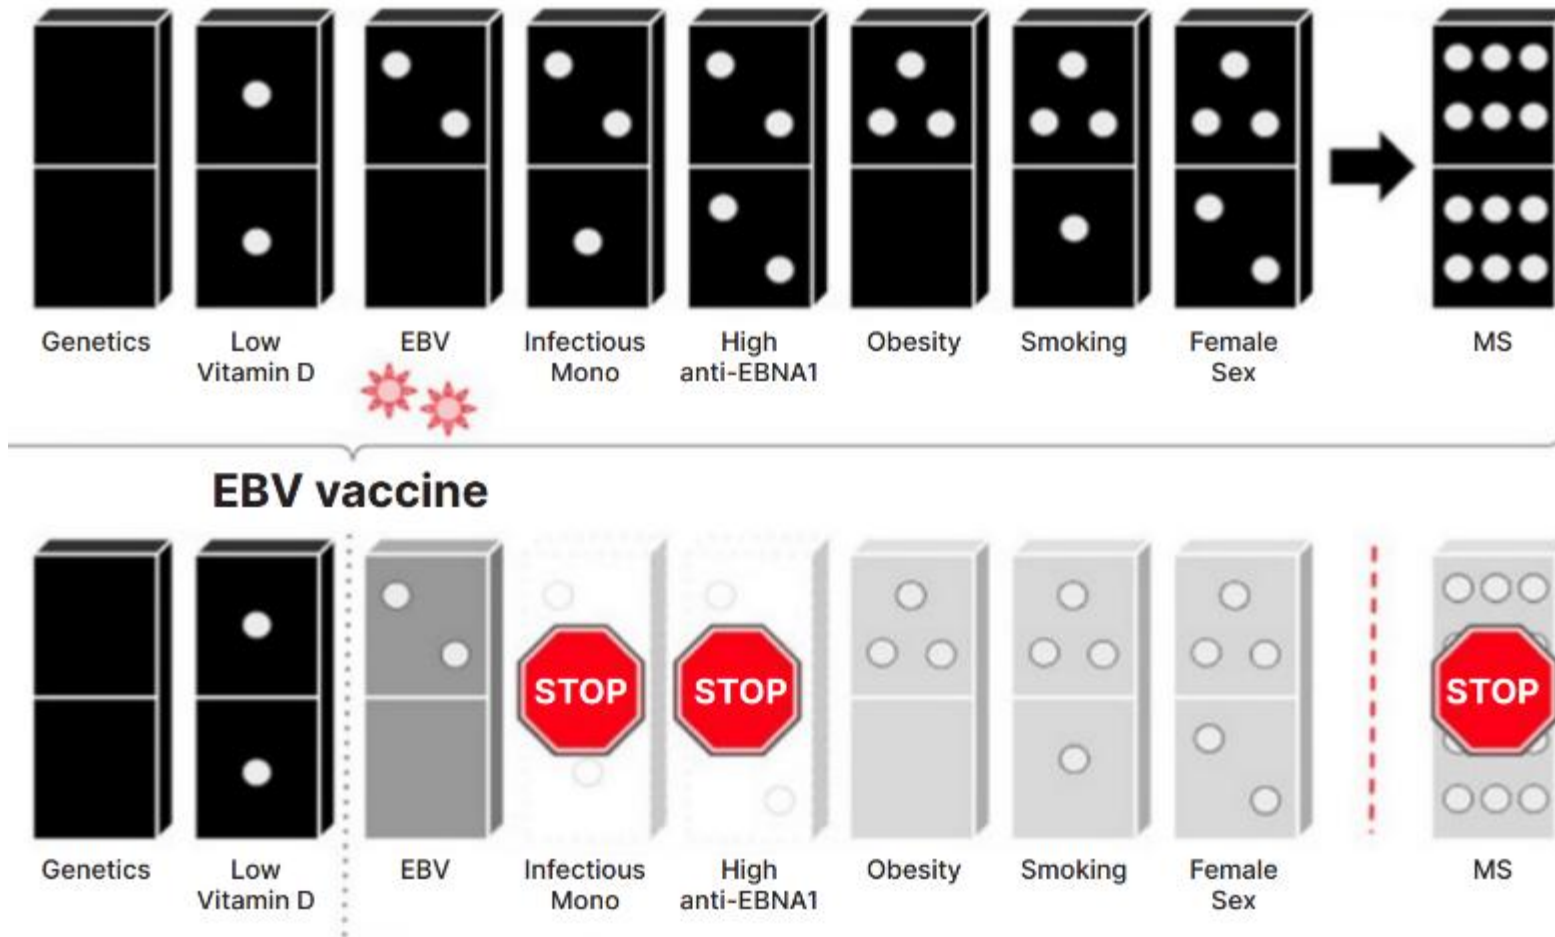 Genetics
Low
Vitamin D
EBV
Infectious
Mono
High
anti-EBNA1
Obesity
Smoking
Female
Sex
MS
EBV vaccine
STOP
STOP
STOP
Genetics
Low
Vitamin D
EBV
Infectious
Mono
High
anti-EBNA1
Obesity
Smoking
Female
Sex
MS